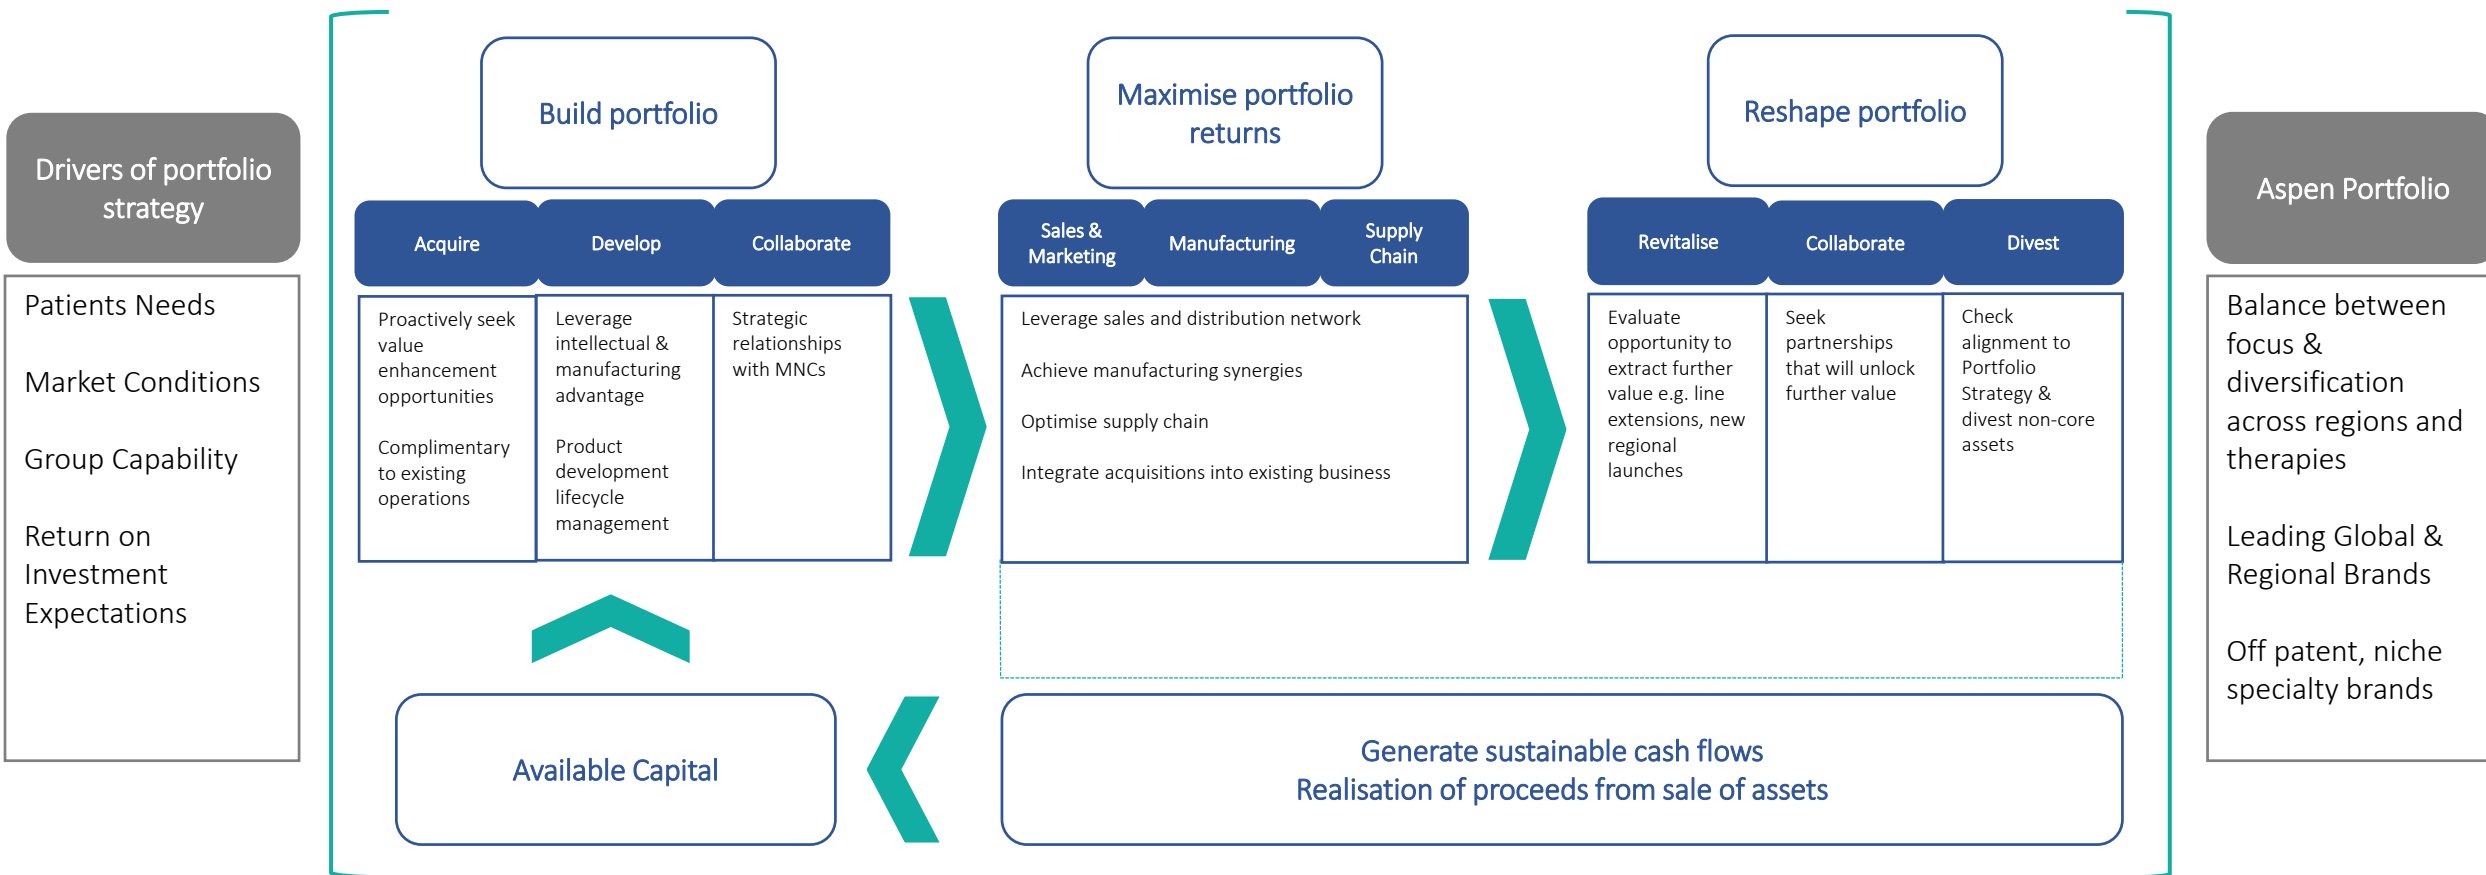 Drivers of portfolio
strategy
Patients Needs
Market Conditions
Group Capability
Return on
Investment
Expectations
Build portfolio
Acquire
Proactively seek
value
enhancement
opportunities
Complimentary
to existing
operations
Develop
Leverage
intellectual &
manufacturing
advantage
Product
development
lifecycle
management
Collaborate
Strategic
relationships
with MNCs
Maximise portfolio
returns
Sales &
Marketing
Manufacturing
Supply
Chain
Leverage sales and distribution network
Achieve manufacturing synergies
Optimise supply chain
Integrate acquisitions into existing business
Reshape portfolio
Revitalise
Evaluate
opportunity to
extract further
value e.g. line
extensions, new
regional
launches
Collaborate
Seek
partnerships
that will unlock
further value
Divest
Check
alignment to
Portfolio
Strategy &
divest non-core
assets
Generate sustainable cash flows
Realisation of proceeds from sale of assets
Available Capital
Aspen Portfolio
Balance between
focus &
diversification
across regions and
therapies
Leading Global &
Regional Brands
Off patent, niche
specialty brands